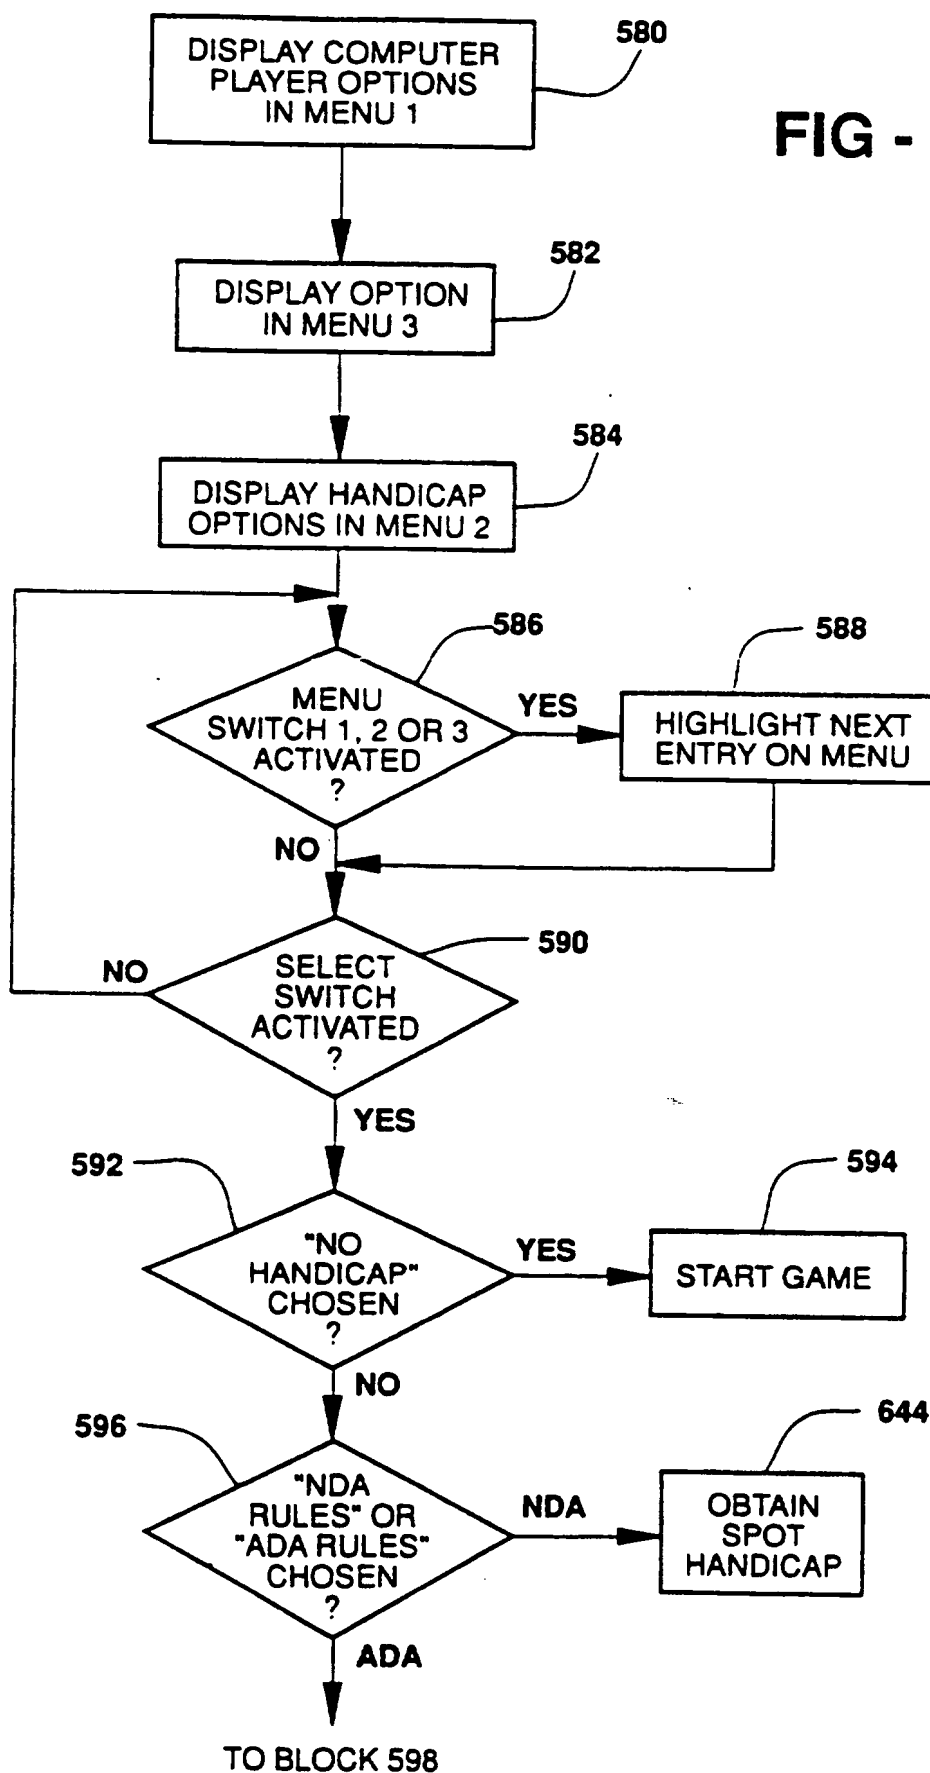 DISPLAY COMPUTER
PLAYER OPTIONS
IN MENU 1
580
FIG -
DISPLAY OPTION
IN MENU 3
582
DISPLAY HANDICAP
OPTIONS IN MENU 2
584
MENU
SWITCH 1, 2 OR 3
ACTIVATED
?
586
YES
HIGHLIGHT NEXT
ENTRY ON MENU
588
NO
SELECT
SWITCH
ACTIVATED
?
590
NO
YES
592
"NO
HANDICAP"
CHOSEN
?
YES
START GAME
594
NO
596
"NDA
RULES" OR
"ADA RULES"
CHOSEN
?
NDA
OBTAIN
SPOT
HANDICAP
644
ADA
TO BLOCK 598